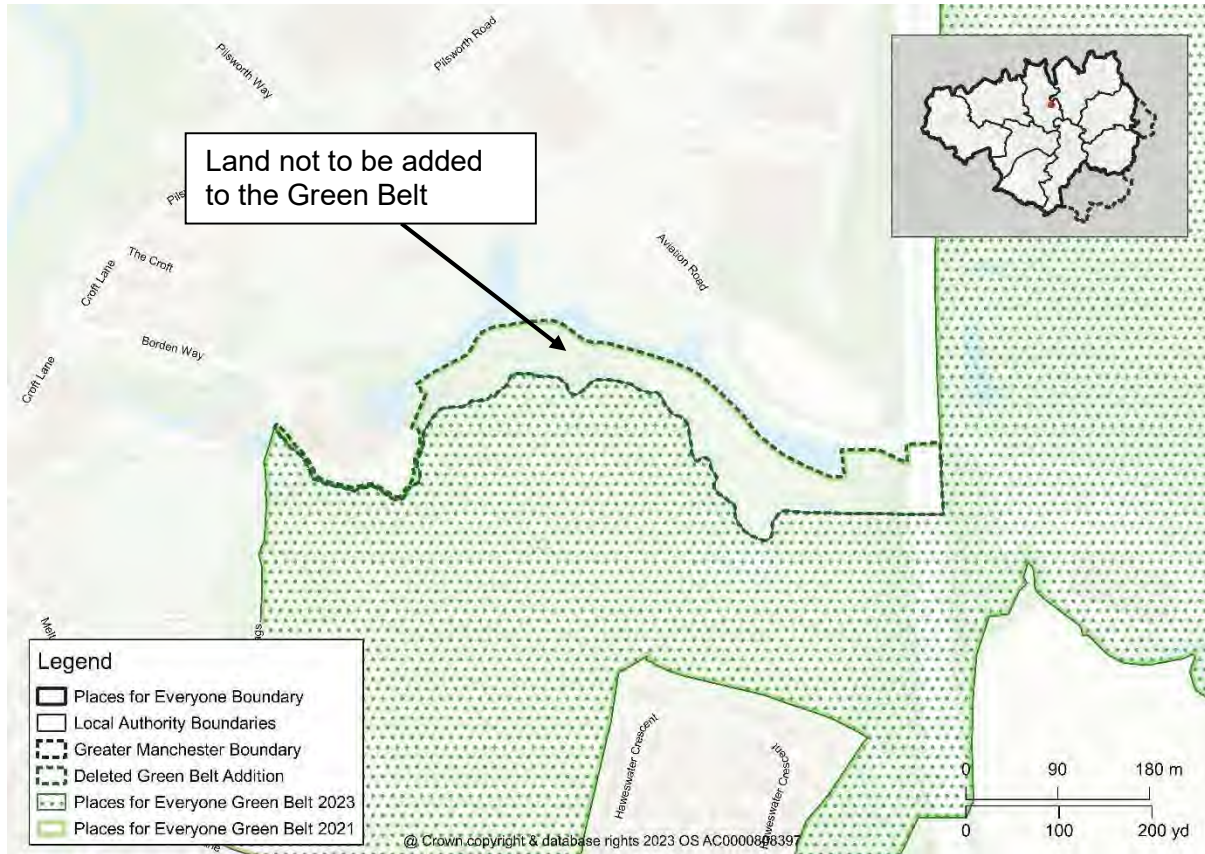 Pilsworth Way
Pilsworth Road
Land not to be added
to the Green Belt
Croft Lane
The Croft
Aviation Road
Borden Way
Croft Lane
Legend
Places for Everyone Boundary
Local Authority Boundaries
Greater Manchester Boundary
Deleted Green Belt Addition
Places for Everyone Green Belt 2023
Places for Everyone Green Belt 2021
Haweswater Crescent
Haweswater Crescent
0 90 180 m
0 100 200 yd
@ Crown copyright & database rights 2023 OS AC0000808397